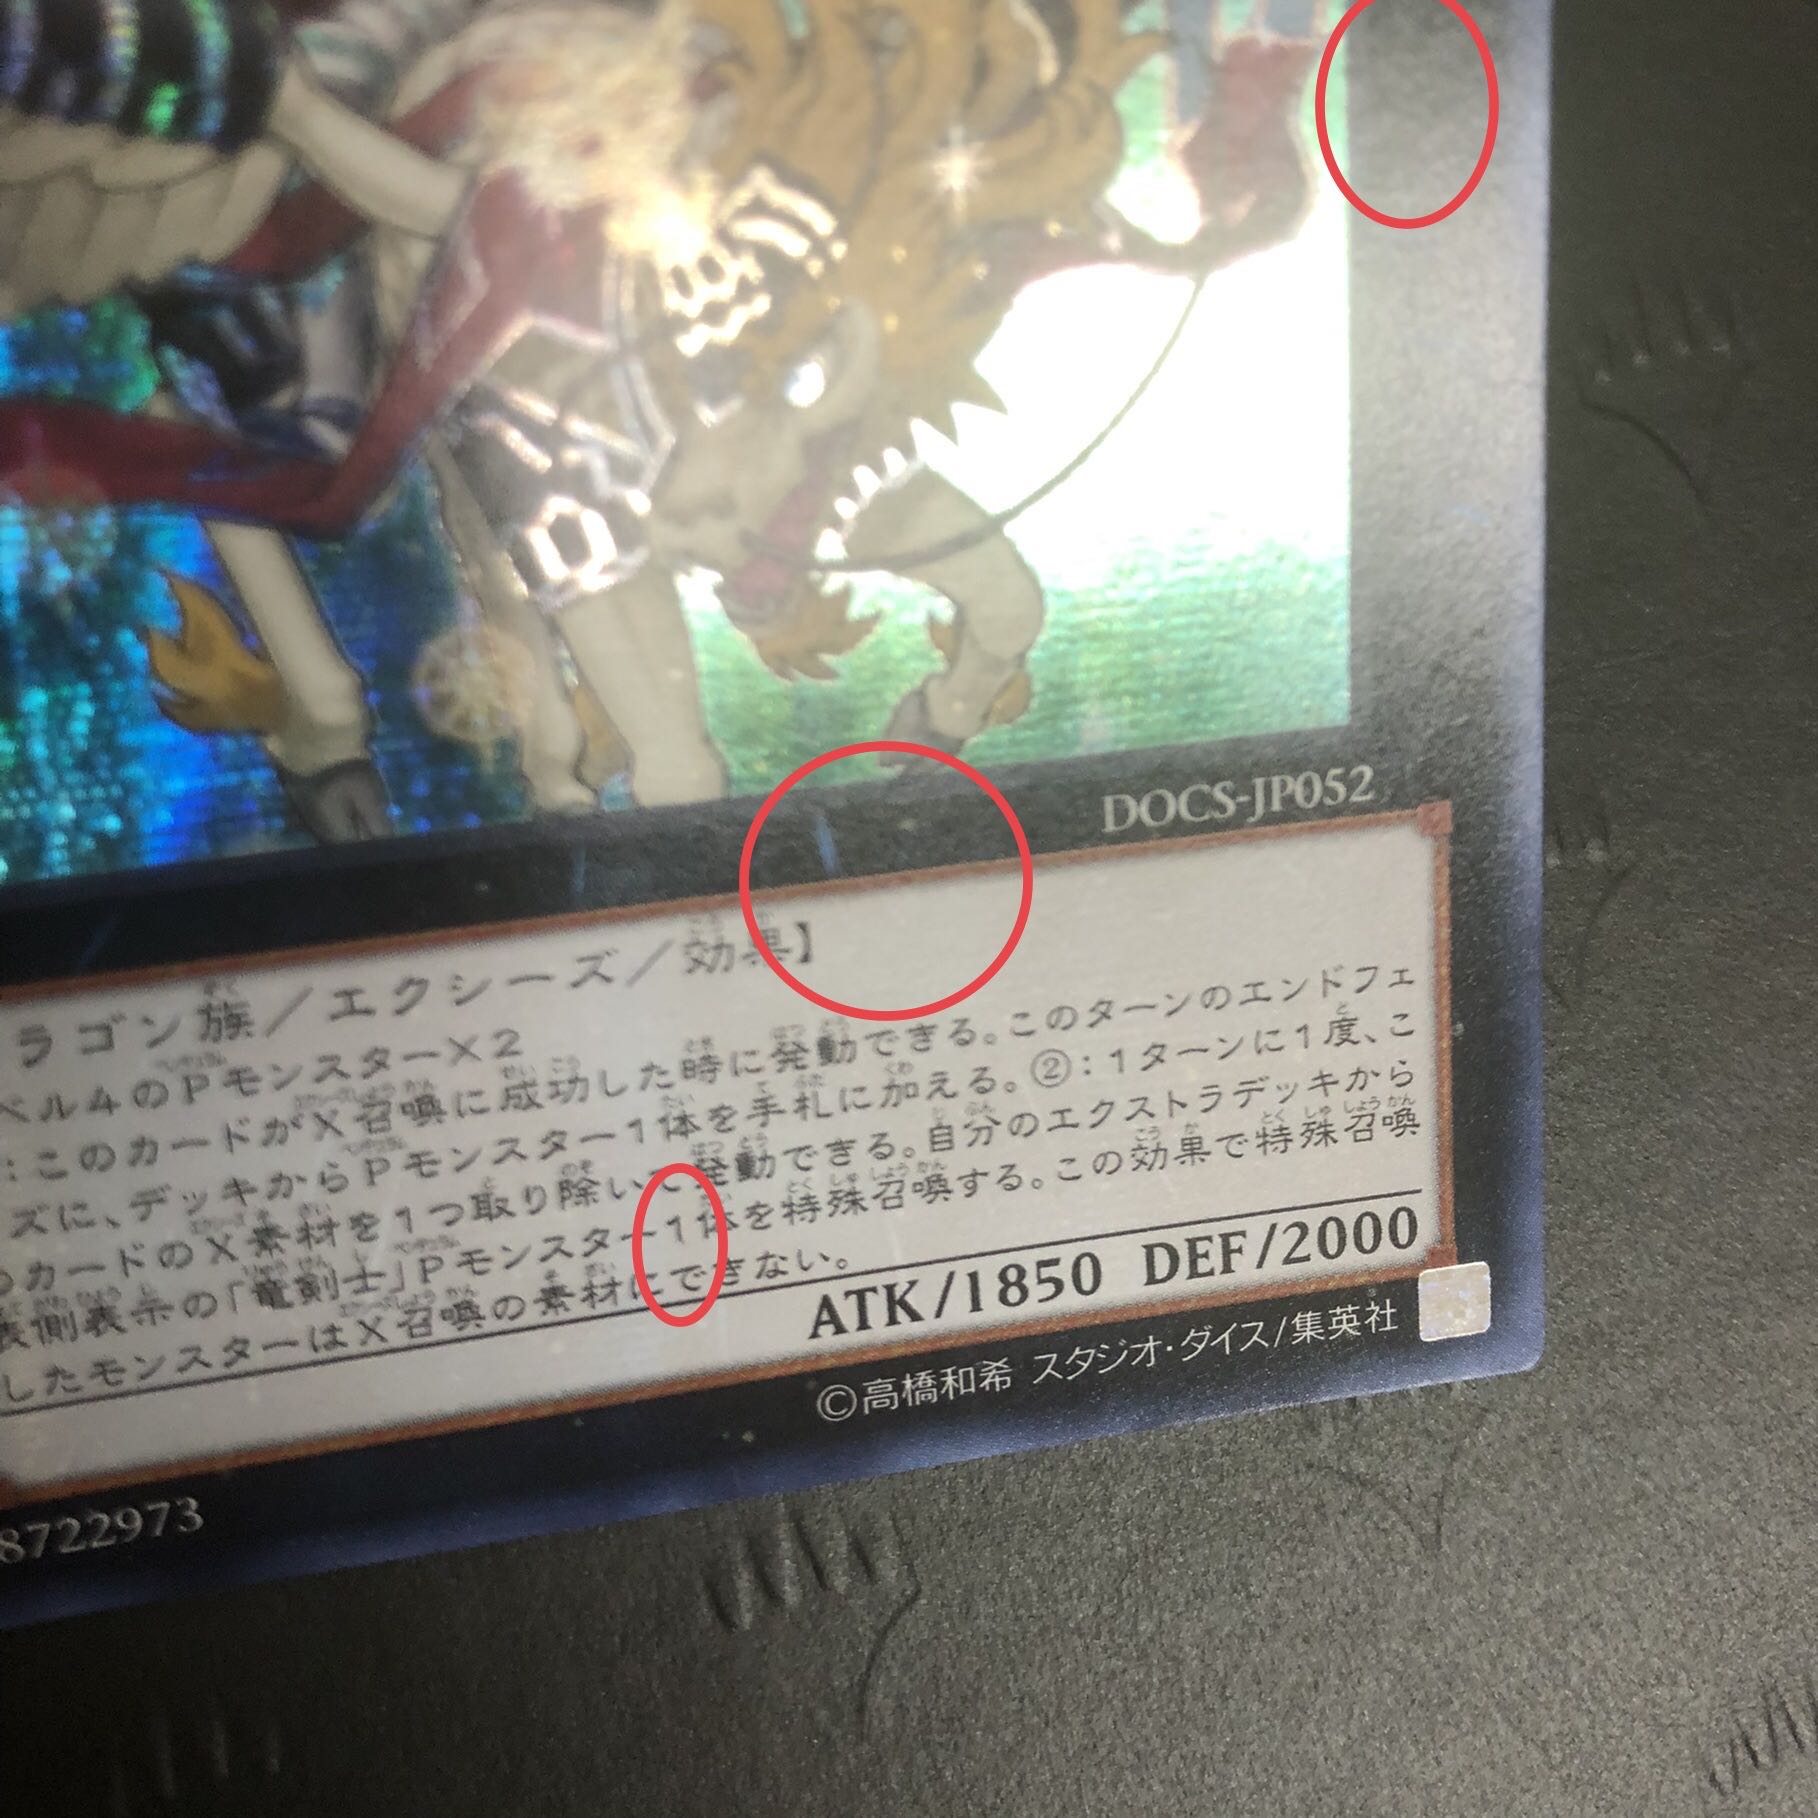 DOCS-JP052
ラゴン族／エクシーズ／効果】
ベル4のPモンスター×2
：このカードがX召喚に成功した時に発動できる。このターンのエンドフェ
ズに、デッキからPモンスター1体を手札に加える。②：1ターンに1度、こ
のカードのX素材を1つ取り除いて発動できる。自分のエクストラデッキから
表側表示の「竜剣士」Pモンスター1体を特殊召喚する。この効果で特殊召喚
したモンスターはX召喚の素材にできない。
ATK/1850 DEF/2000
8722973
©高橋和希 スタジオ・ダイス/集英社